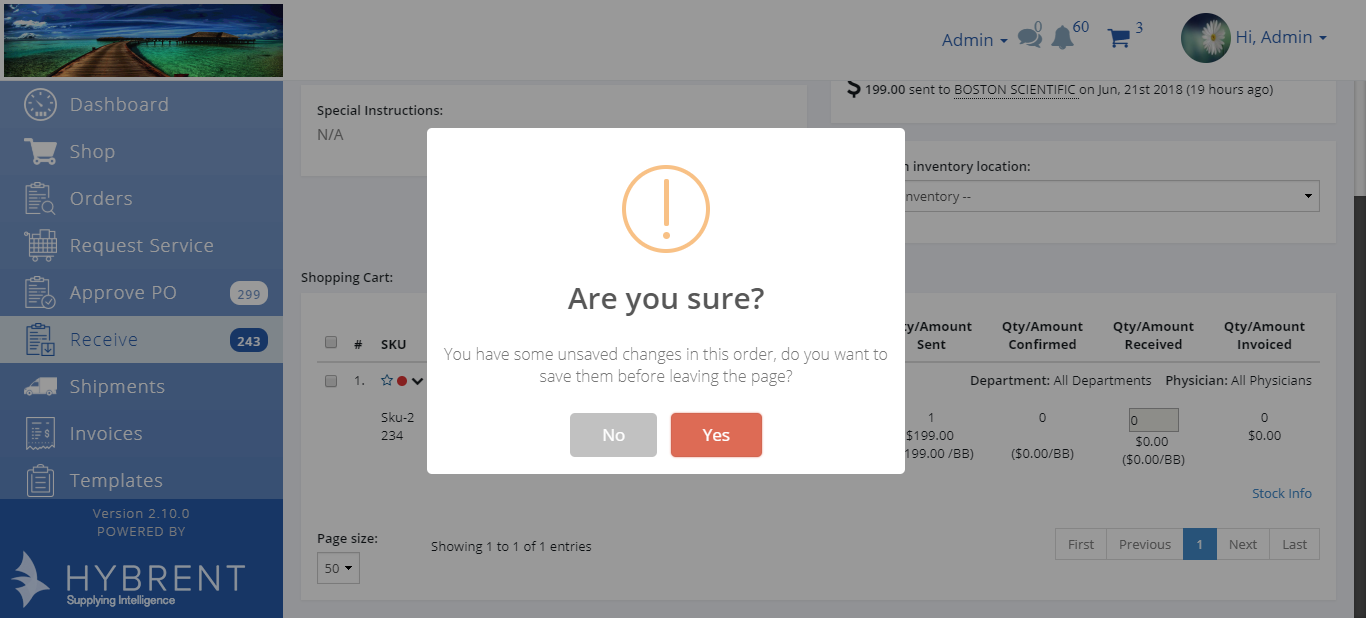 Admin
0
60
3
Hi, Admin
Dashboard
Shop
Orders
Request Service
Approve PO 299
Receive 243
Shipments
Invoices
Templates
Version 2.10.0
POWERED BY
HYBRENT
Supplying Intelligence
Special Instructions:
N/A
199.00 sent to BOSTON SCIENTIFIC on Jun, 21st 2018 (19 hours ago)
inventory location:
nventory --
Shopping Cart:
# SKU
Qty/Amount Sent
Qty/Amount Confirmed
Qty/Amount Received
Qty/Amount Invoiced
1.
Department: All Departments Physician: All Physicians
Sku-2
234
1
$199.00
199.00 /BB)
0
($0.00/BB)
0
$0.00
($0.00/BB)
0
$0.00
Stock Info
Page size:
50
Showing 1 to 1 of 1 entries
First Previous 1 Next Last
Are you sure?
You have some unsaved changes in this order, do you want to
save them before leaving the page?
No
Yes